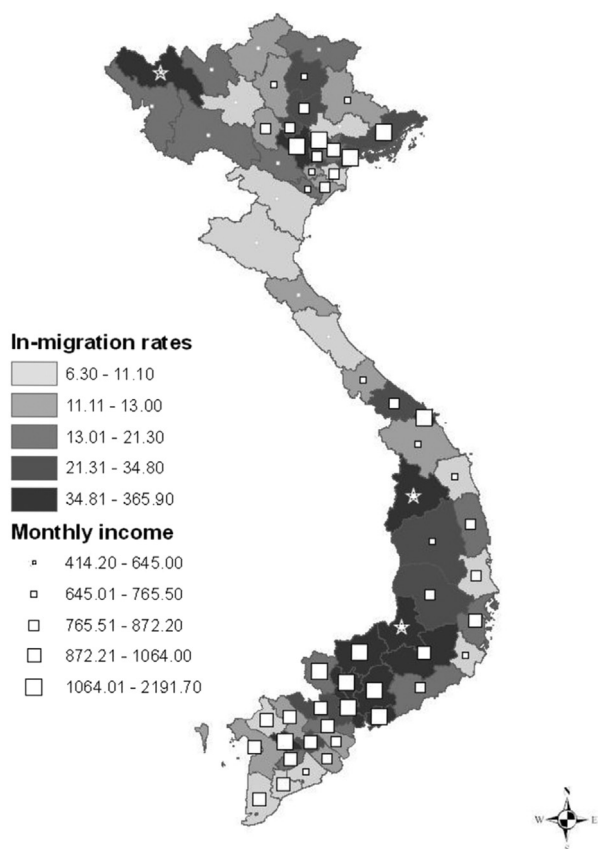 In-migration rates
6.30 - 11.10
11.11 - 13.00
13.01 - 21.30
21.31 - 34.80
34.81 - 365.90
Monthly income
414.20 - 645.00
645.01 - 765.50
765.51 - 872.20
872.21 - 1064.00
1064.01 - 2191.70
N
W E
S